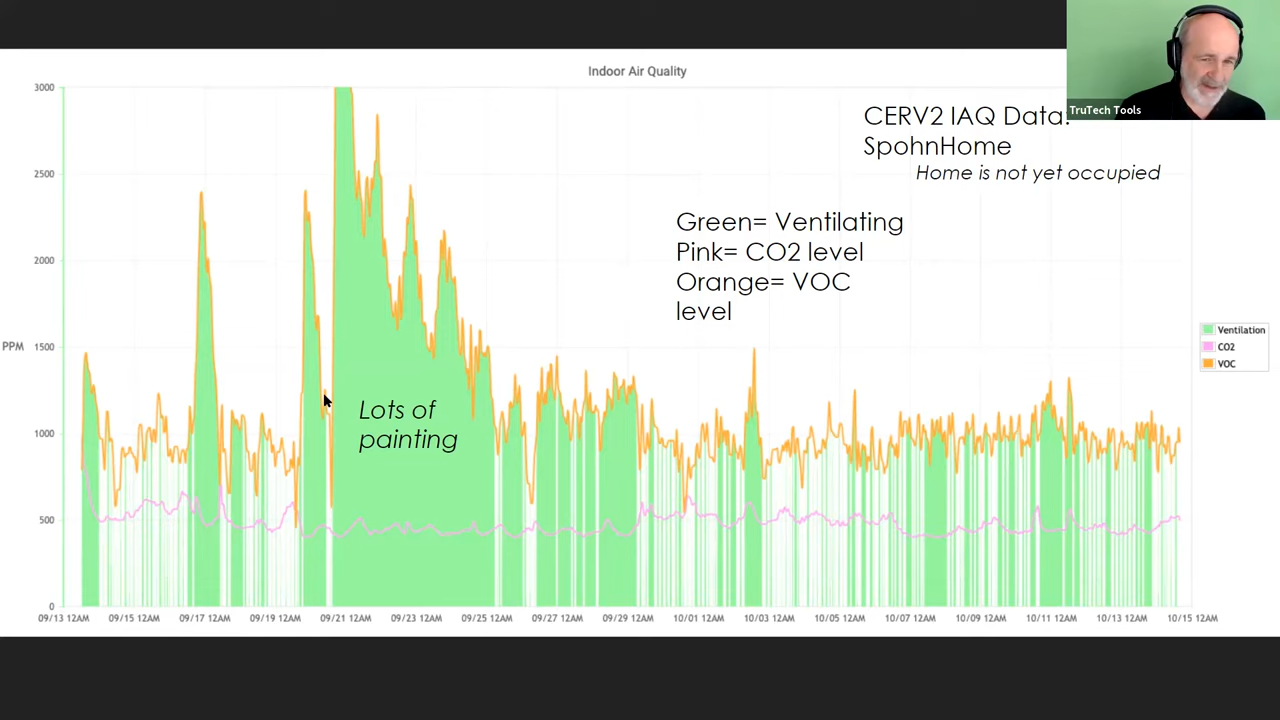 Indoor Air Quality
CERV2 IAQ Data:
SpohnHome
Home is not yet occupied
TruTech Tools
Green= Ventilating
Pink= CO2 level
Orange= VOC
level
Lots of
painting
PPM
3000
2500
2000
1500
1000
500
0
Ventilation
CO2
VOC
09/13 12AM 09/15 12AM 09/17 12AM 09/19 12AM 09/21 12AM 09/23 12AM 09/25 12AM 09/27 12AM 09/29 12AM 10/01 12AM 10/03 12AM 10/05 12AM 10/07 12AM 10/09 12AM 10/11 12AM 10/13 12AM 10/15 12AM